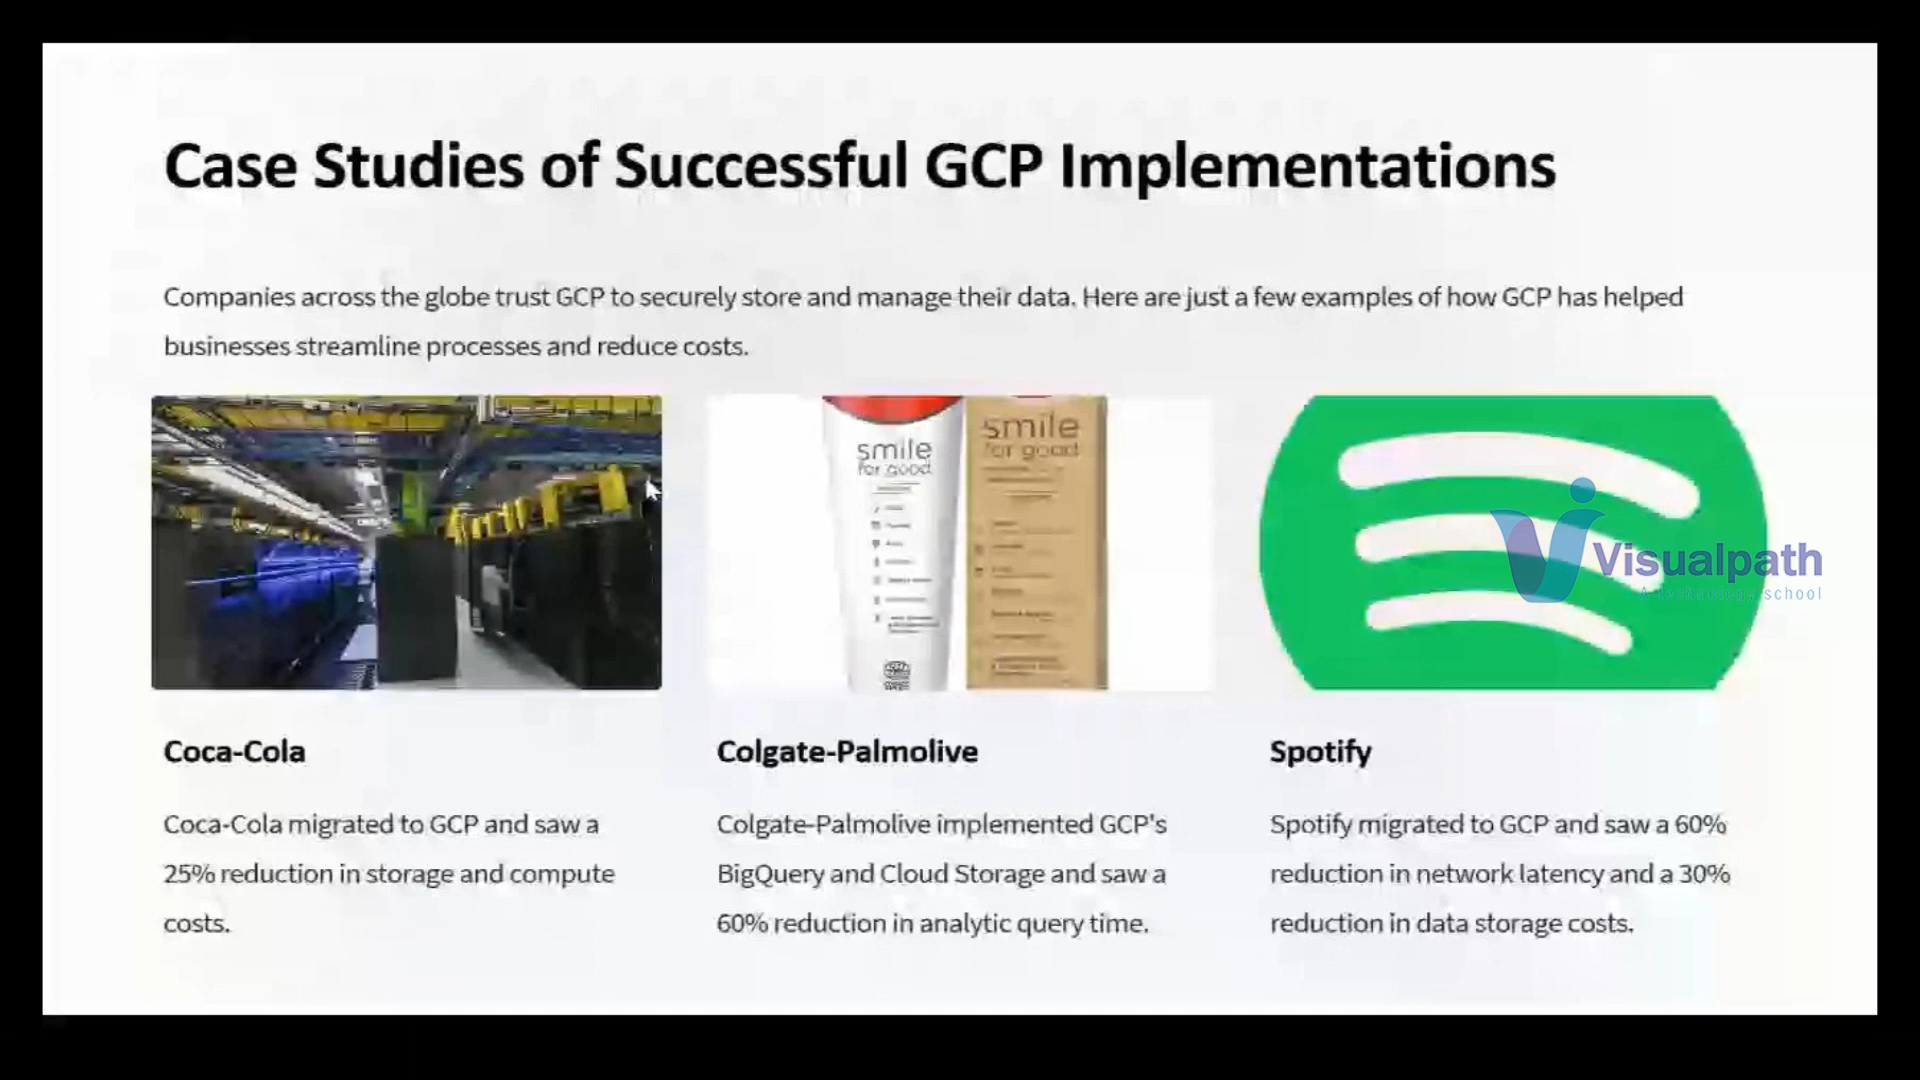 Case Studies of Successful GCP Implementations
Companies across the globe trust GCP to securely store and manage their data. Here are just a few examples of how GCP has helped
businesses streamline processes and reduce costs.
smile
for good
smile
for good
Visualpath
A technology school
Coca-Cola
Coca-Cola migrated to GCP and saw a
25% reduction in storage and compute
costs.
Colgate-Palmolive
Colgate-Palmolive implemented GCP's
BigQuery and Cloud Storage and saw a
60% reduction in analytic query time.
Spotify
Spotify migrated to GCP and saw a 60%
reduction in network latency and a 30%
reduction in data storage costs.